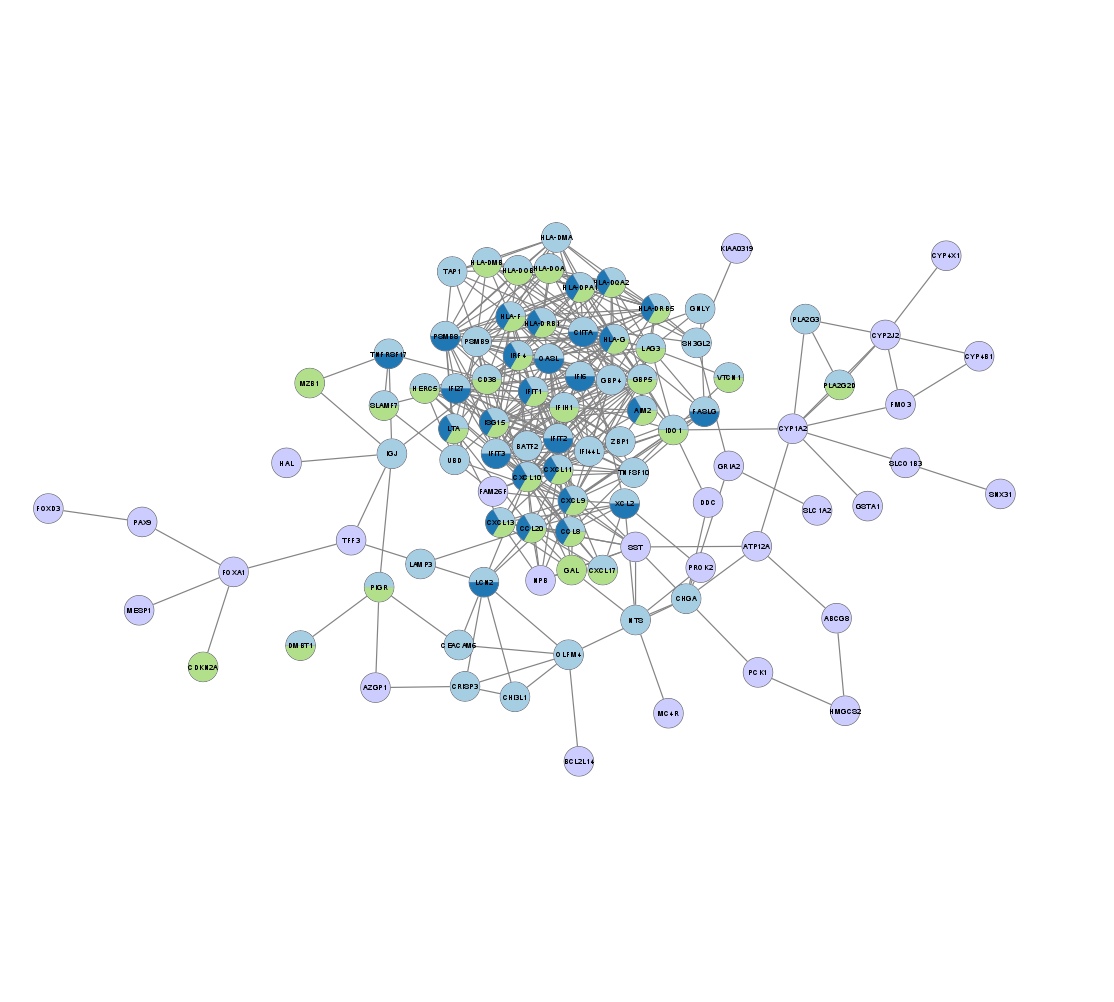 HLA-DMA
KIAA0319
CYP4X1
HLA-DMB
HLA-DOB
HLA-DOA
TAP1
HLA-DPA1
HLA-DQA2
HLA-DRB5
GNLY
HLA-F
HLA-DRB1
PLA2G3
CYP2J2
PSMB8
PSMB9
CIITA
HLA-G
LAG3
SH3GL2
TNFRSF17
IRF4
OASL
CYP4B1
MZB1
HERC5
IFI27
CD38
IFIT1
IFI6
GBP4
GBP5
VTCN1
PLA2G2D
SLAMF7
IFIH1
AIM2
FASLG
FMO3
LTA
ISG15
IDO1
CYP1A2
IGJ
UBD
IFIT3
BATF2
IFIT2
IFI44L
ZBP1
HAL
CXCL10
CXCL11
TNFSF10
GRIA2
SLCO1B3
FAM26F
CXCL9
XCL2
DDC
SLC1A2
GSTA1
SNX31
FOXD3
PAX9
CXCL13
CCL20
CCL8
TFF3
SST
ATP12A
FOXA1
LAMP3
LCN2
NPB
GAL
CXCL17
PROK2
PIGR
CHGA
MESP1
NTS
ABCG8
DMBT1
CEACAM6
OLFM4
CDKN2A
AZGP1
CRISP3
CHI3L1
PCK1
MC4R
HMGCS2
BCL2L14